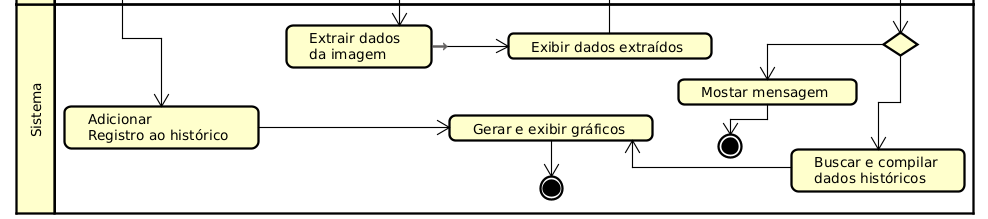 Sistema
Extrair dados
da imagem
Exibir dados extraídos
Mostar mensagem
Adicionar
Registro ao histórico
Gerar e exibir gráficos
Buscar e compilar
dados históricos